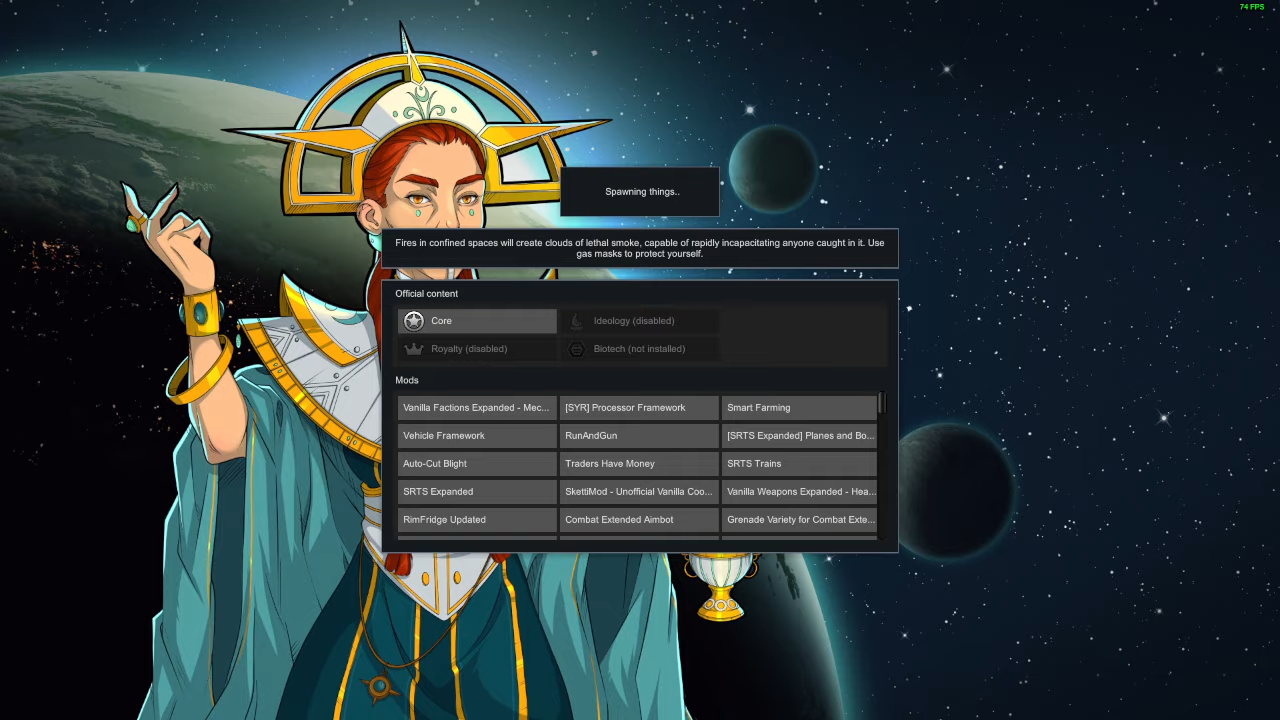 74 FPS
Spawning things..
Fires in confined spaces will create clouds of lethal smoke, capable of rapidly incapacitating anyone caught in it. Use
gas masks to protect yourself.
Official content
Core
Ideology (disabled)
Royalty (disabled)
Biotech (not installed)
Mods
Vanilla Factions Expanded - Mec...
[SYR] Processor Framework
Smart Farming
Vehicle Framework
RunAndGun
[SRTS Expanded] Planes and Bo...
Auto-Cut Blight
Traders Have Money
SRTS Trains
SRTS Expanded
SkettiMod - Unofficial Vanilla Coo...
Vanilla Weapons Expanded - Hea...
RimFridge Updated
Combat Extended Aimbot
Grenade Variety for Combat Exte...